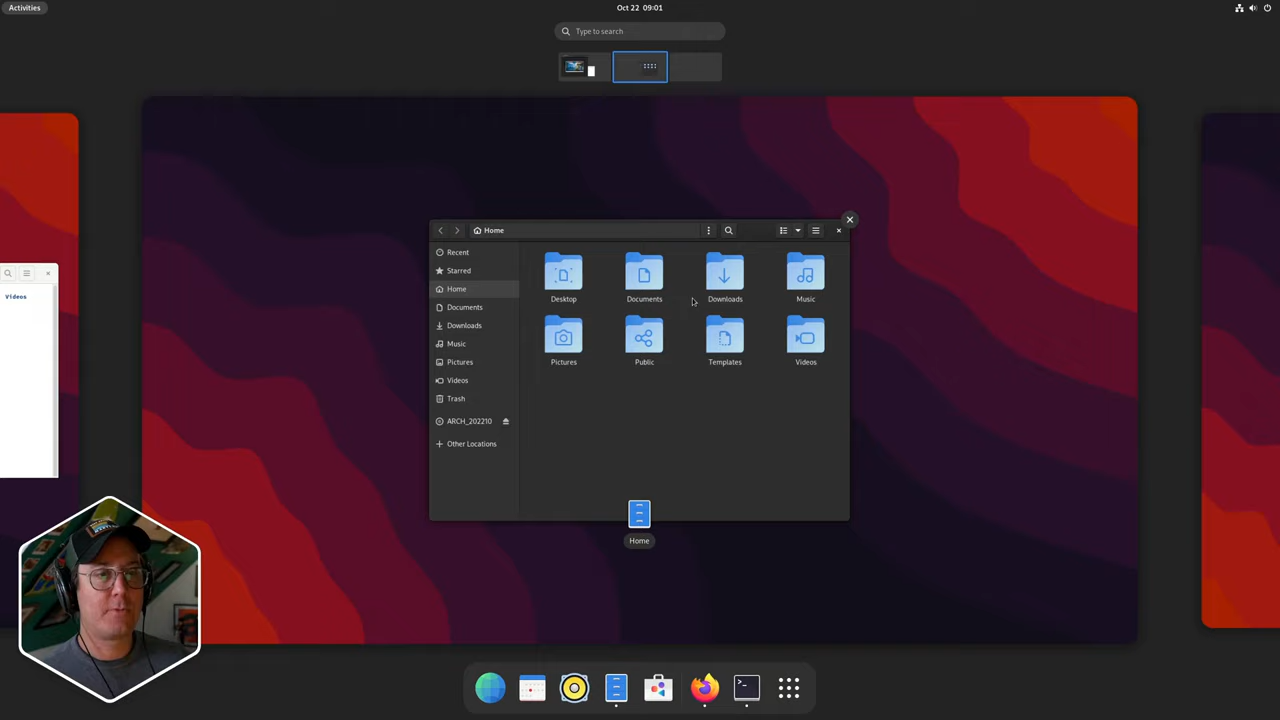 Activities
Oct 22 09:01
Type to search
Videos
Home
Recent
Starred
Home
Documents
Downloads
Music
Pictures
Videos
Trash
ARCH_202210
Other Locations
Desktop
Documents
Downloads
Music
Pictures
Public
Templates
Videos
Home